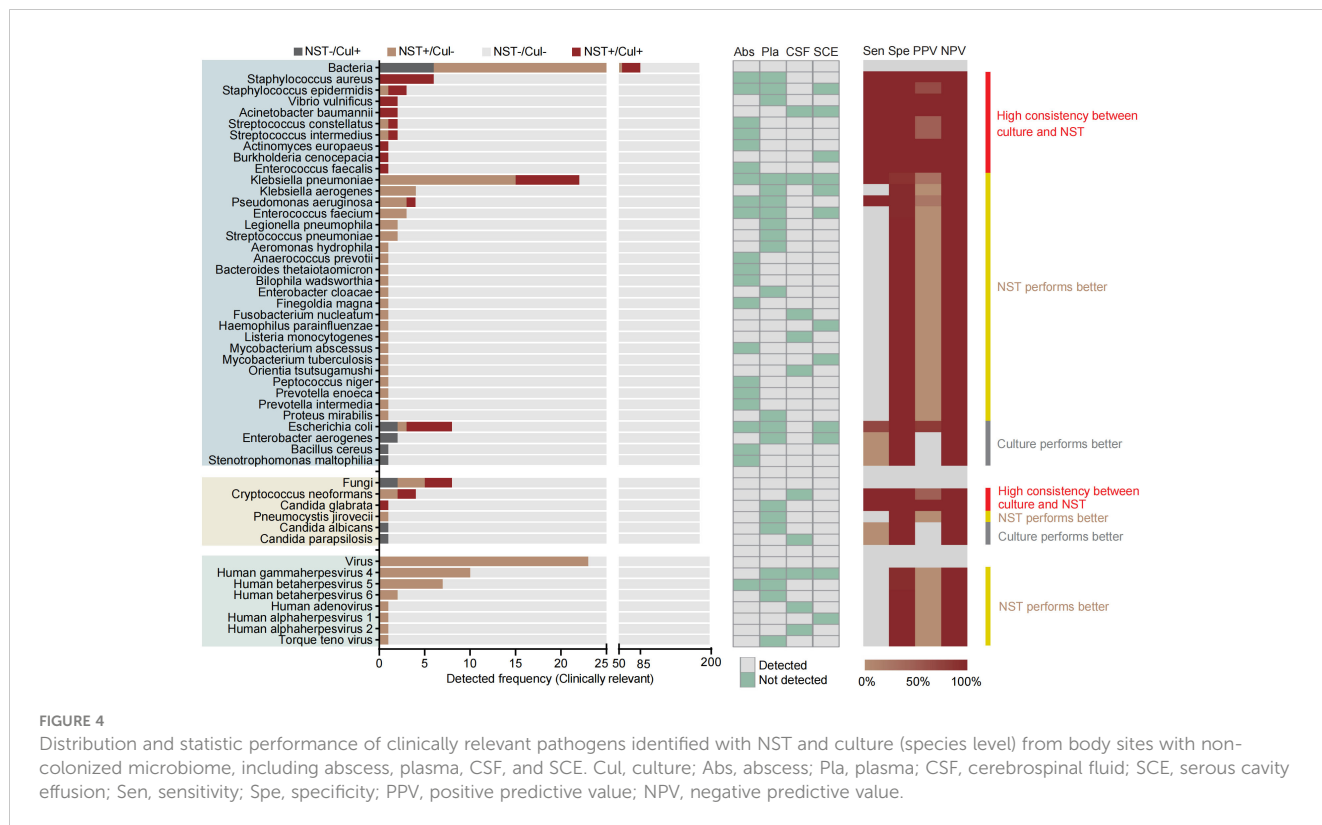 NST-/Cul+ NST+/Cul- NST-/Cul- NST+/Cul+
Abs Pla CSF SCE
Sen Spe PPV NPV
Bacteria
Staphylococcus aureus
Staphylococcus epidermidis
Vibrio vulnificus
Acinetobacter baumannii
Streptococcus constellatus
Streptococcus intermedius
Actinomyces europaeus
Burkholderia cenocepacia
Enterococcus faecalis
Klebsiella pneumoniae
Klebsiella aerogenes
Pseudomonas aeruginosa
Enterococcus faecium
Legionella pneumophila
Streptococcus pneumoniae
Aeromonas hydrophila
Anaerococcus prevotii
Bacteroides thetaiotaomicron
Bilophila wadsworthia
Enterobacter cloacae
Finegoldia magna
Fusobacterium nucleatum
Haemophilus parainfluenzae
Listeria monocytogenes
Mycobacterium abscessus
Mycobacterium tuberculosis
Orientia tsutsugamushi
Peptococcus niger
Prevotella enoeca
Prevotella intermedia
Proteus mirabilis
Escherichia coli
Enterobacter aerogenes
Bacillus cereus
Stenotrophomonas maltophilia
Fungi
Cryptococcus neoformans
Candida glabrata
Pneumocystis jirovecii
Candida albicans
Candida parapsilosis
Virus
Human gammaherpesvirus 4
Human betaherpesvirus 5
Human betaherpesvirus 6
Human adenovirus
Human alphaherpesvirus 1
Human alphaherpesvirus 2
Torque teno virus
0 5 10 15 20 25 50 85 200
Detected frequency (Clinically relevant)
Detected
Not detected
0% 50% 100%
High consistency between
culture and NST
NST performs better
Culture performs better
High consistency between
culture and NST
NST performs better
Culture performs better
NST performs better
FIGURE 4
Distribution and statistic performance of clinically relevant pathogens identified with NST and culture (species level) from body sites with non-
colonized microbiome, including abscess, plasma, CSF, and SCE. Cul, culture; Abs, abscess; Pla, plasma; CSF, cerebrospinal fluid; SCE, serous cavity
effusion; Sen, sensitivity; Spe, specificity; PPV, positive predictive value; NPV, negative predictive value.